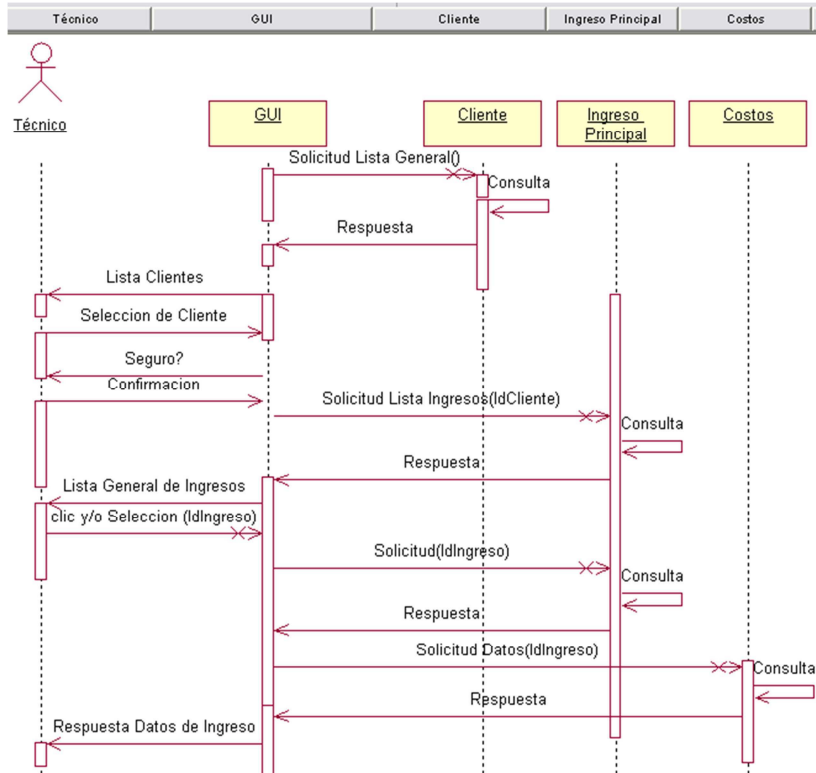 Técnico
GUI
Cliente
Ingreso Principal
Costos
Técnico
GUI
Cliente
Ingreso
Principal
Costos
Solicitud Lista General()
Consulta
Respuesta
Lista Clientes
Seleccion de Cliente
Seguro?
Confirmacion
Solicitud Lista Ingresos(IdCliente)
Consulta
Respuesta
Lista General de Ingresos
clic y/o Seleccion (IdIngreso)
Solicitud(IdIngreso)
Consulta
Respuesta
Solicitud Datos(IdIngreso)
Consulta
Respuesta
Respuesta Datos de Ingreso